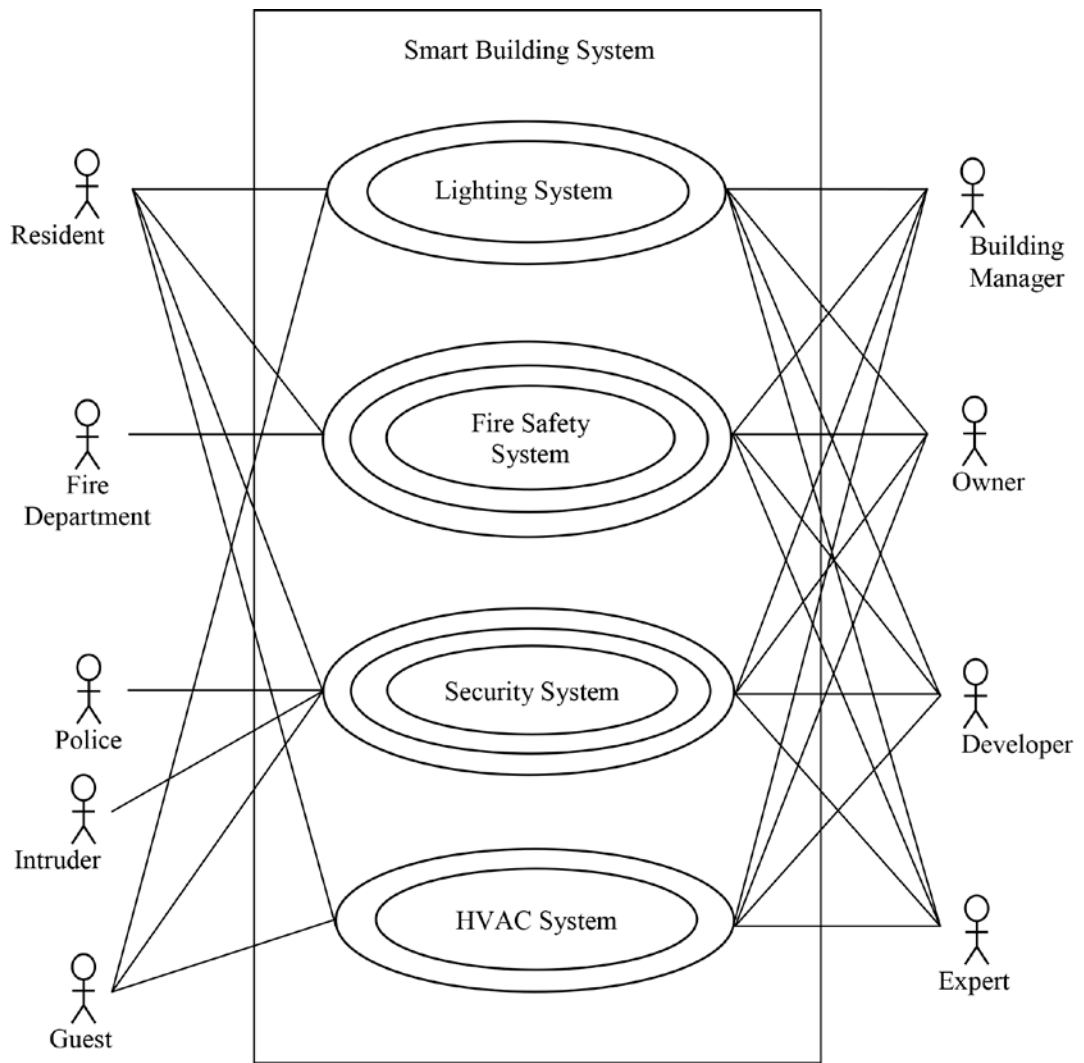 Smart Building System
Lighting System
Resident
Building
Manager
Fire Safety
System
Fire
Department
Owner
Security System
Police
Developer
Intruder
HVAC System
Guest
Expert